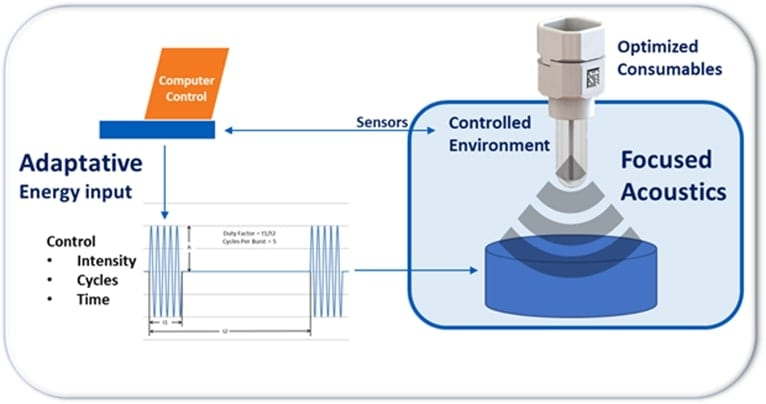 Computer
Control
Optimized
Consumables
Sensors
Controlled
Environment
Focused
Acoustics
Adaptative
Energy input
Control
• Intensity
• Cycles
• Time
Duty Factor = t1/t2
Cycles Per Burst = 5
A
t1
t2